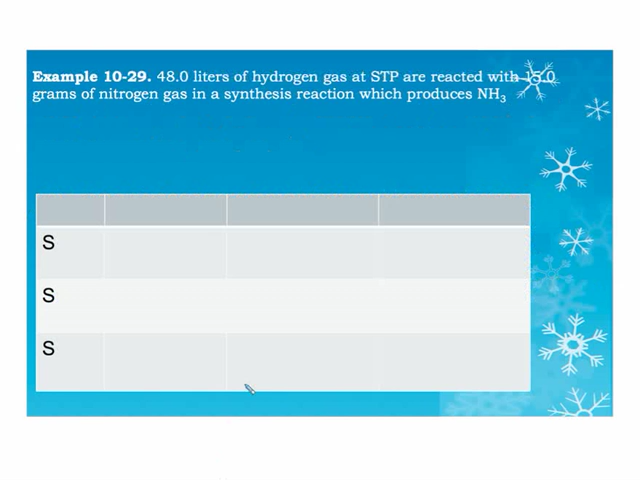 Example 10-29. 48.0 liters of hydrogen gas at STP are reacted with 15.0
grams of nitrogen gas in a synthesis reaction which produces NH₃
S
S
S